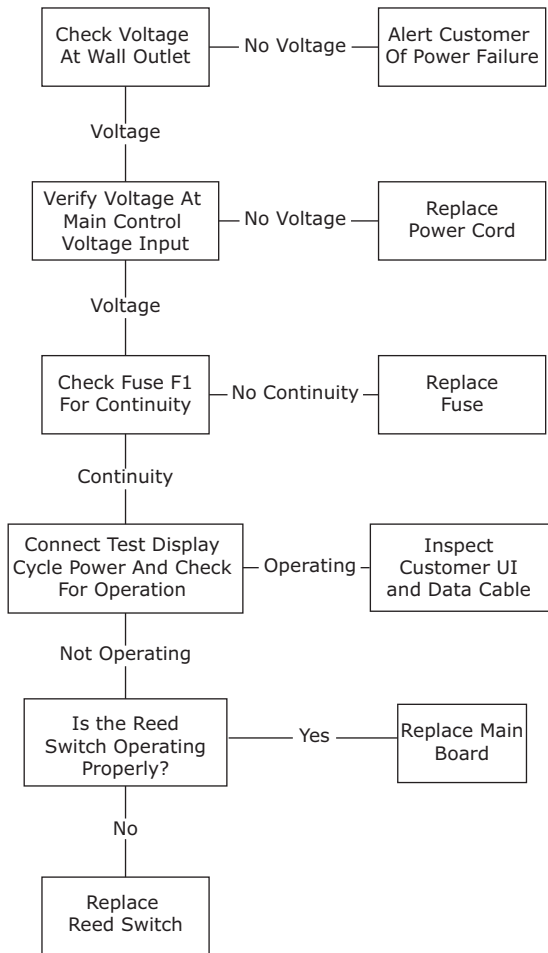 Check Voltage
At Wall Outlet
No Voltage
Alert Customer
Of Power Failure
Voltage
Verify Voltage At
Main Control
Voltage Input
No Voltage
Replace
Power Cord
Voltage
Check Fuse F1
For Continuity
No Continuity
Replace
Fuse
Continuity
Connect Test Display
Cycle Power And Check
For Operation
Operating
Inspect
Customer UI
and Data Cable
Not Operating
Is the Reed
Switch Operating
Properly?
Yes
Replace Main
Board
No
Replace
Reed Switch